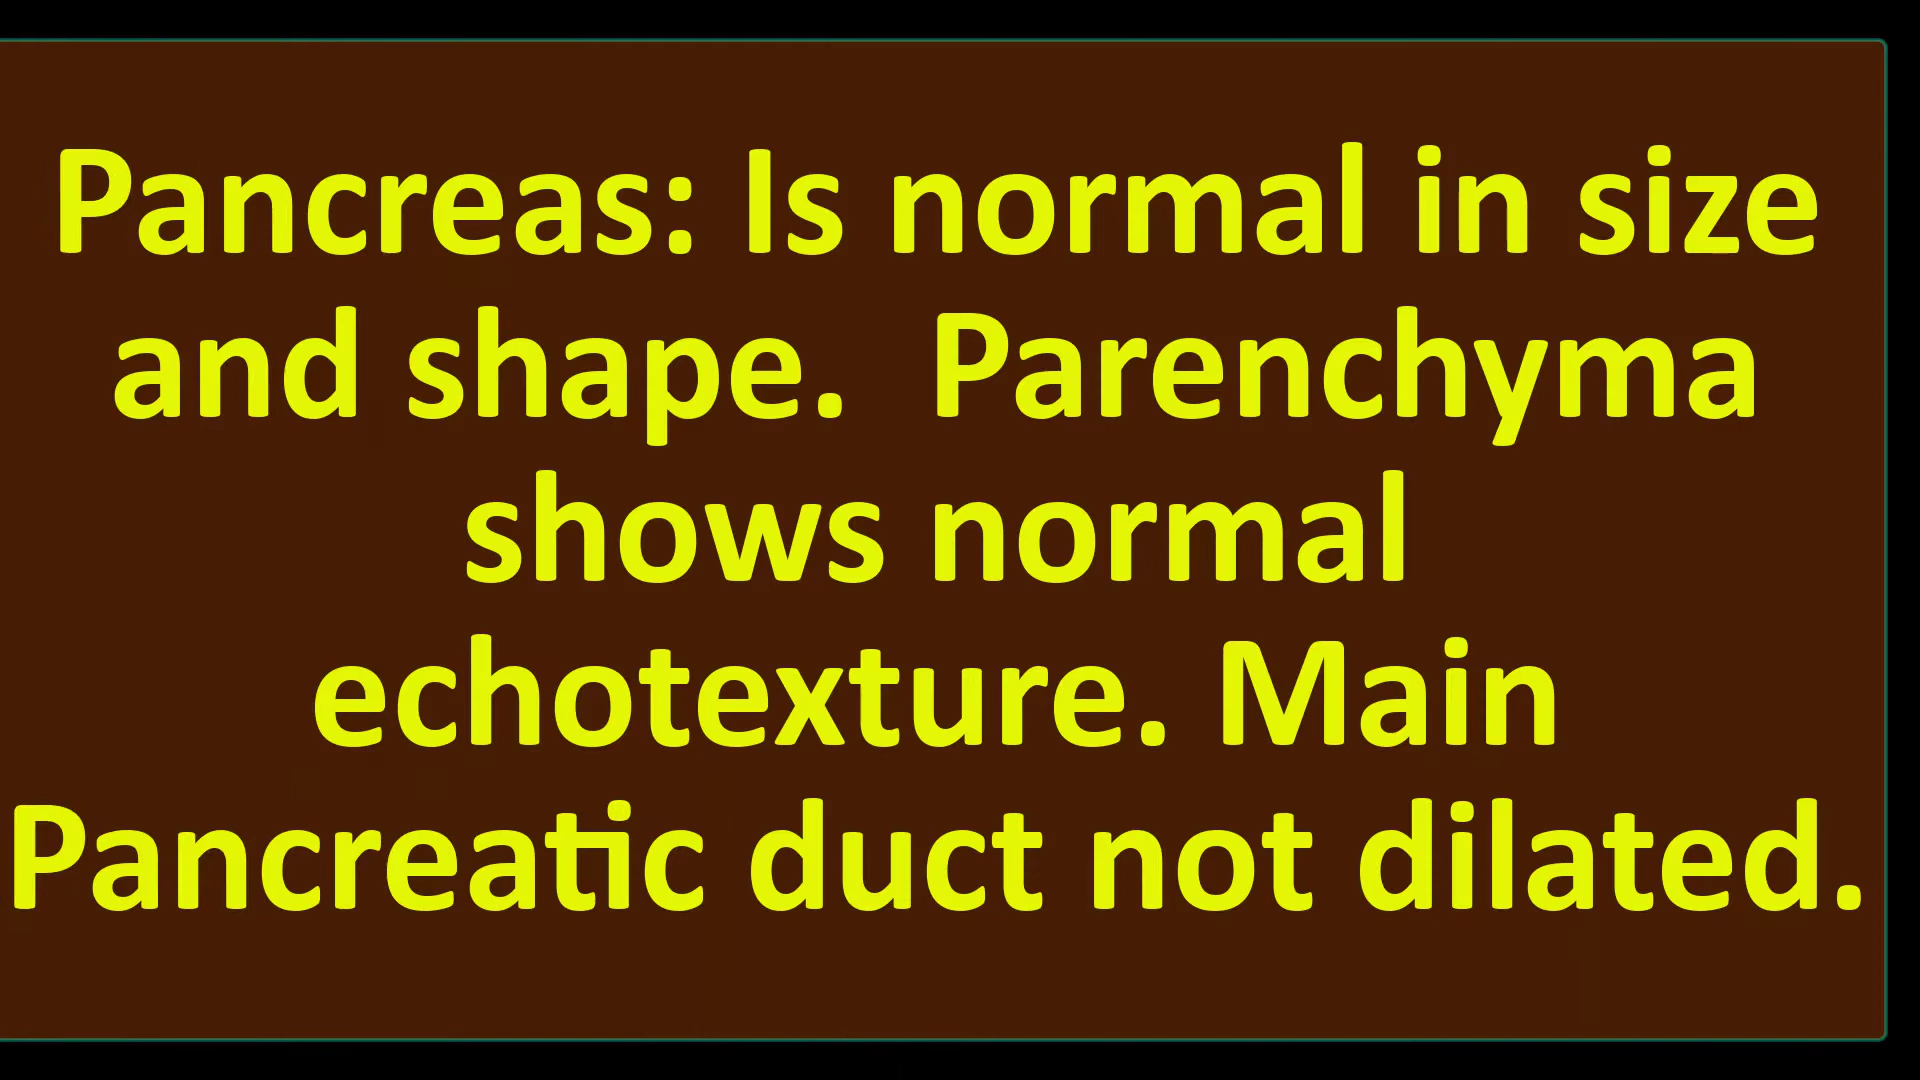 Pancreas: Is normal in size
and shape.  Parenchyma
shows normal
echotexture. Main
Pancreatic duct not dilated.